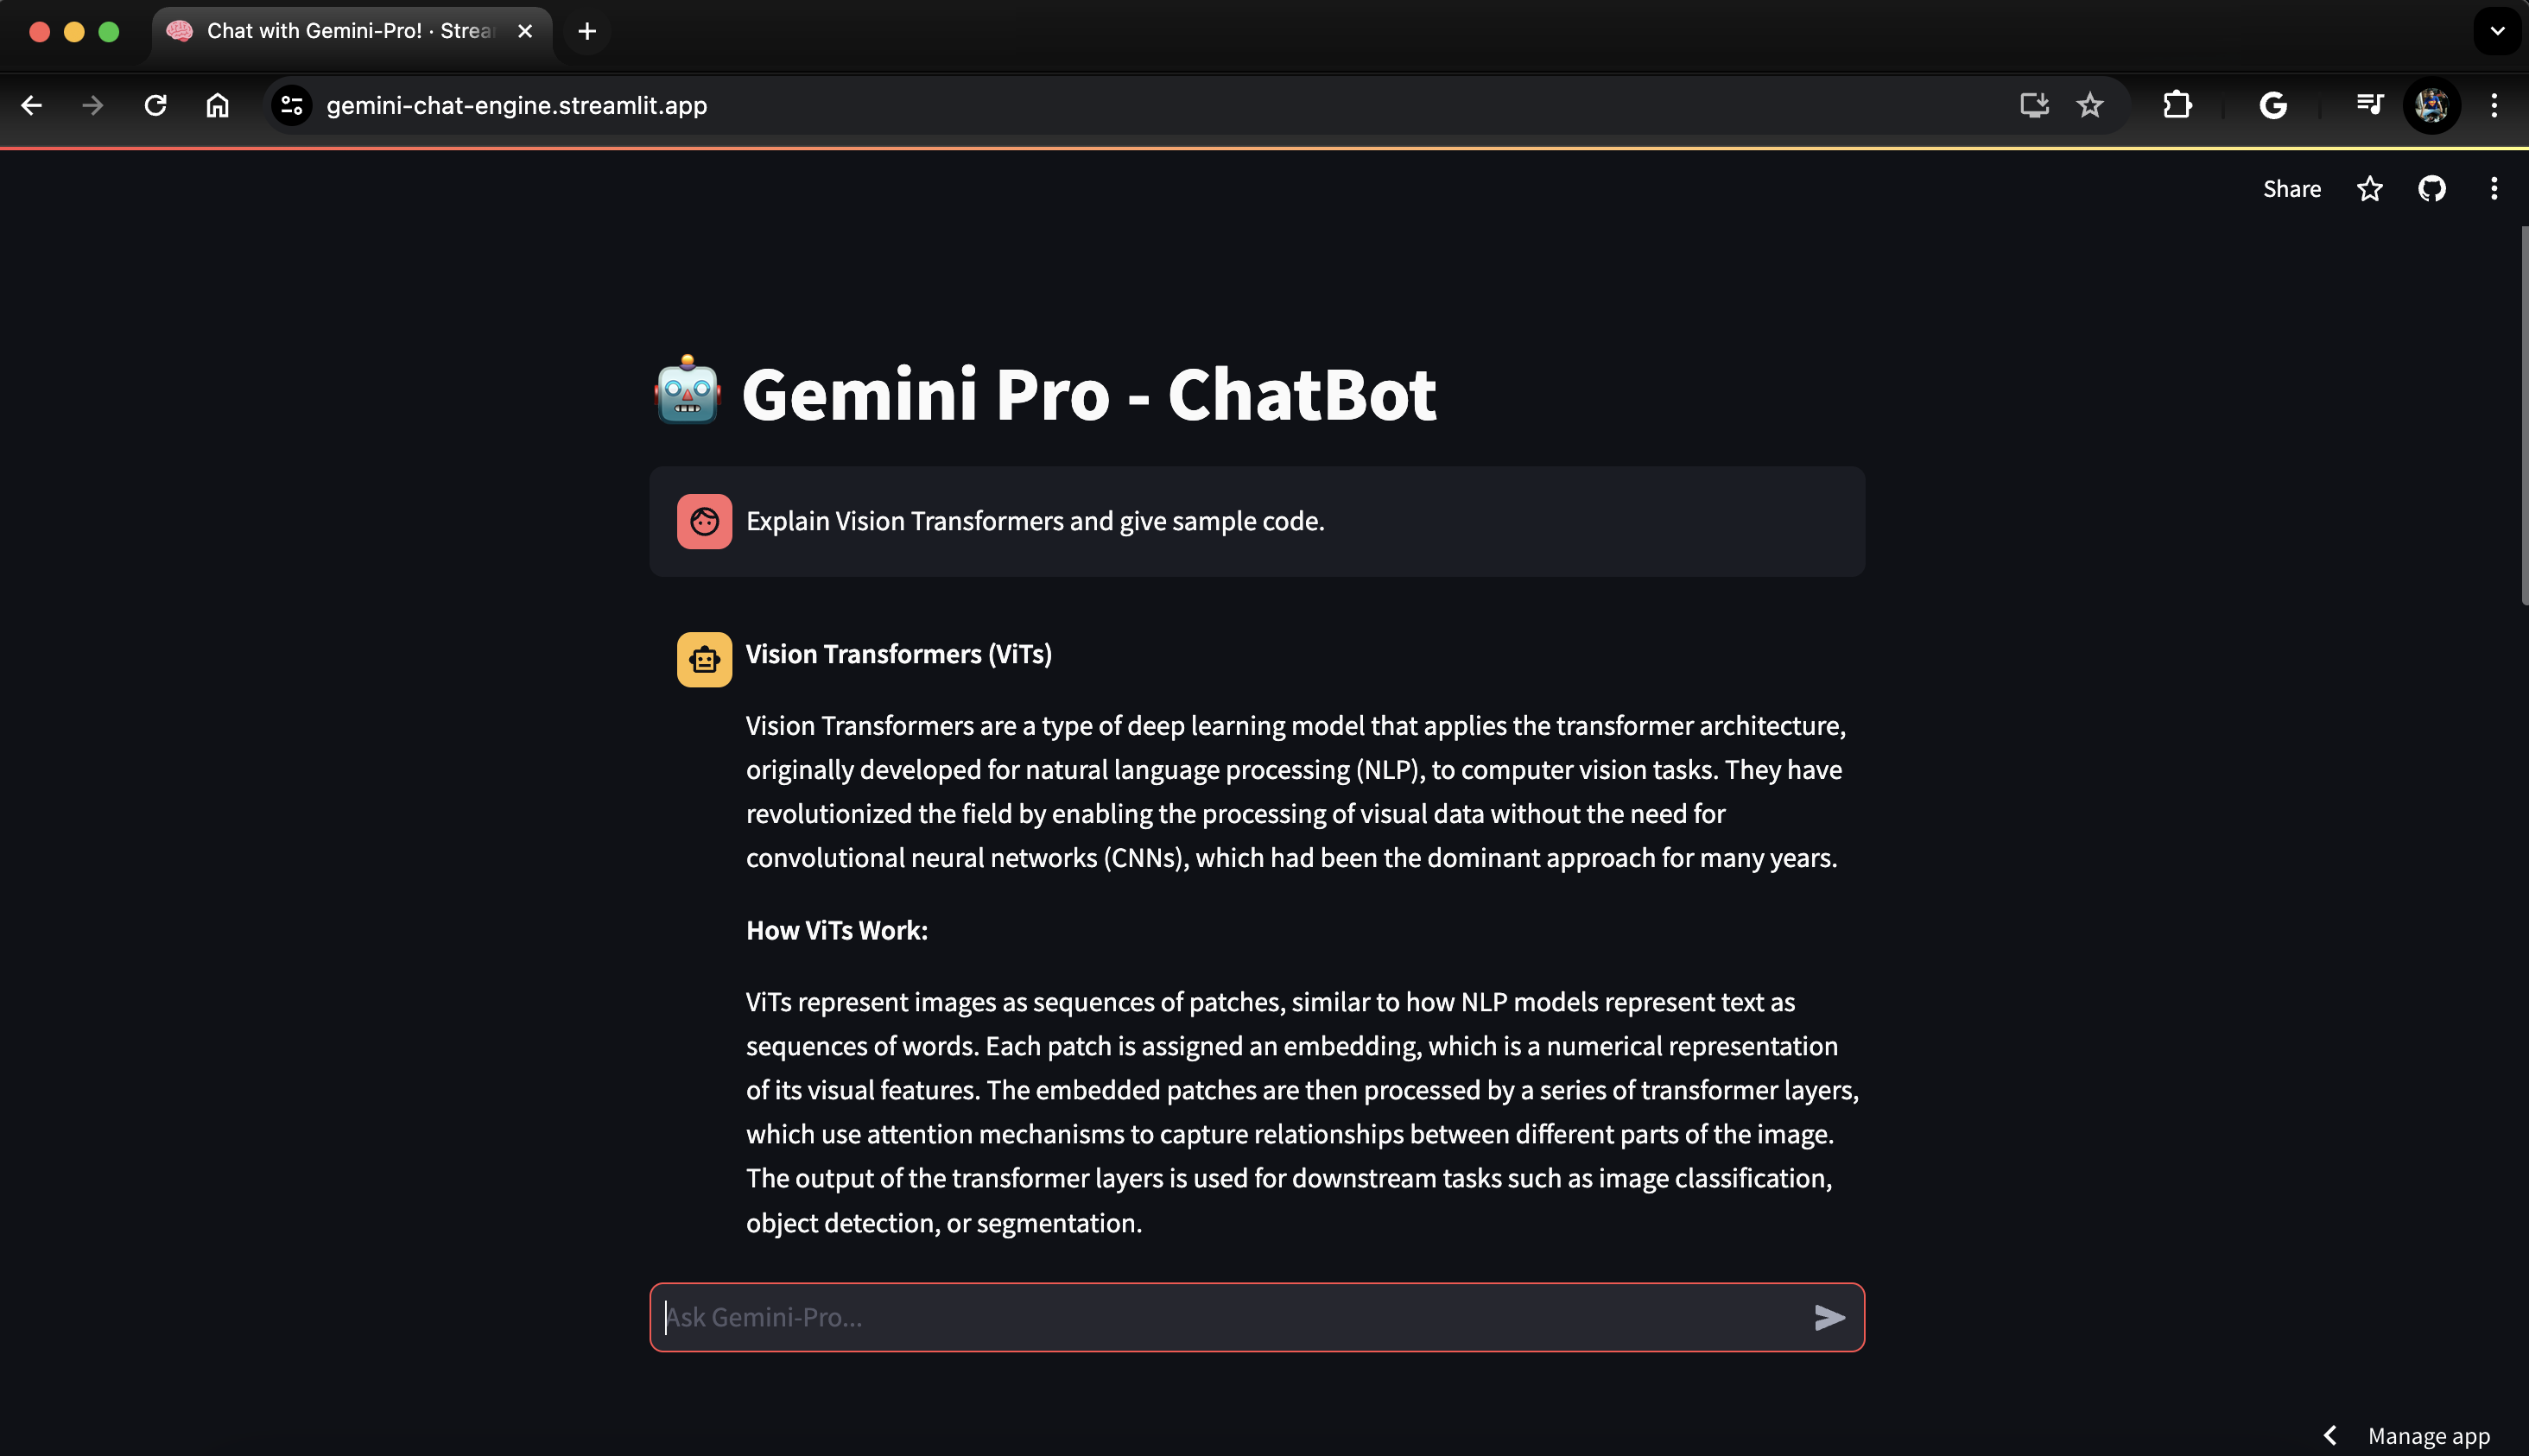 Chat with Gemini-Pro! · Strea
gemini-chat-engine.streamlit.app
Share
Gemini Pro - ChatBot
Explain Vision Transformers and give sample code.
Vision Transformers (ViTs)
Vision Transformers are a type of deep learning model that applies the transformer architecture,
originally developed for natural language processing (NLP), to computer vision tasks. They have
revolutionized the field by enabling the processing of visual data without the need for
convolutional neural networks (CNNs), which had been the dominant approach for many years.
How ViTs Work:
ViTs represent images as sequences of patches, similar to how NLP models represent text as
sequences of words. Each patch is assigned an embedding, which is a numerical representation
of its visual features. The embedded patches are then processed by a series of transformer layers,
which use attention mechanisms to capture relationships between different parts of the image.
The output of the transformer layers is used for downstream tasks such as image classification,
object detection, or segmentation.
Ask Gemini-Pro...
Manage app